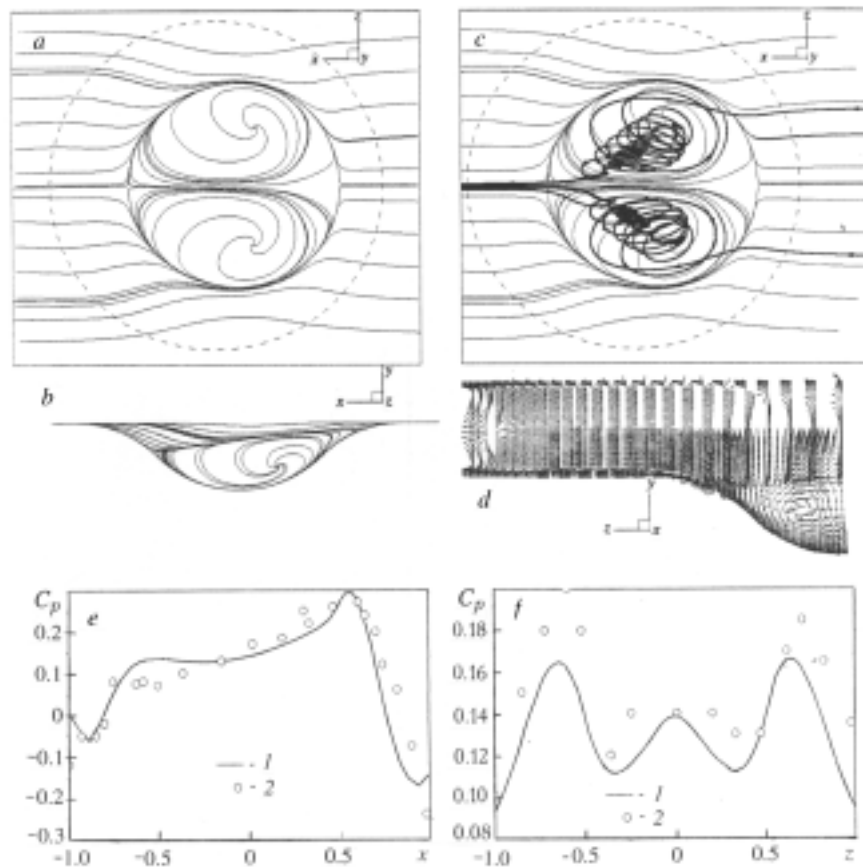 a
z
x y
c
z
x y
b
y
x z
d
y
z x
C_p e
0.2
0.1
0
−0.1
−0.2
−0.3
- 1
- 2
−1.0 −0.5 0 0.5 x
C_p f
0.18
0.16
0.14
0.12
0.10
0.08
- 1
- 2
−1.0 −0.5 0 0.5 z